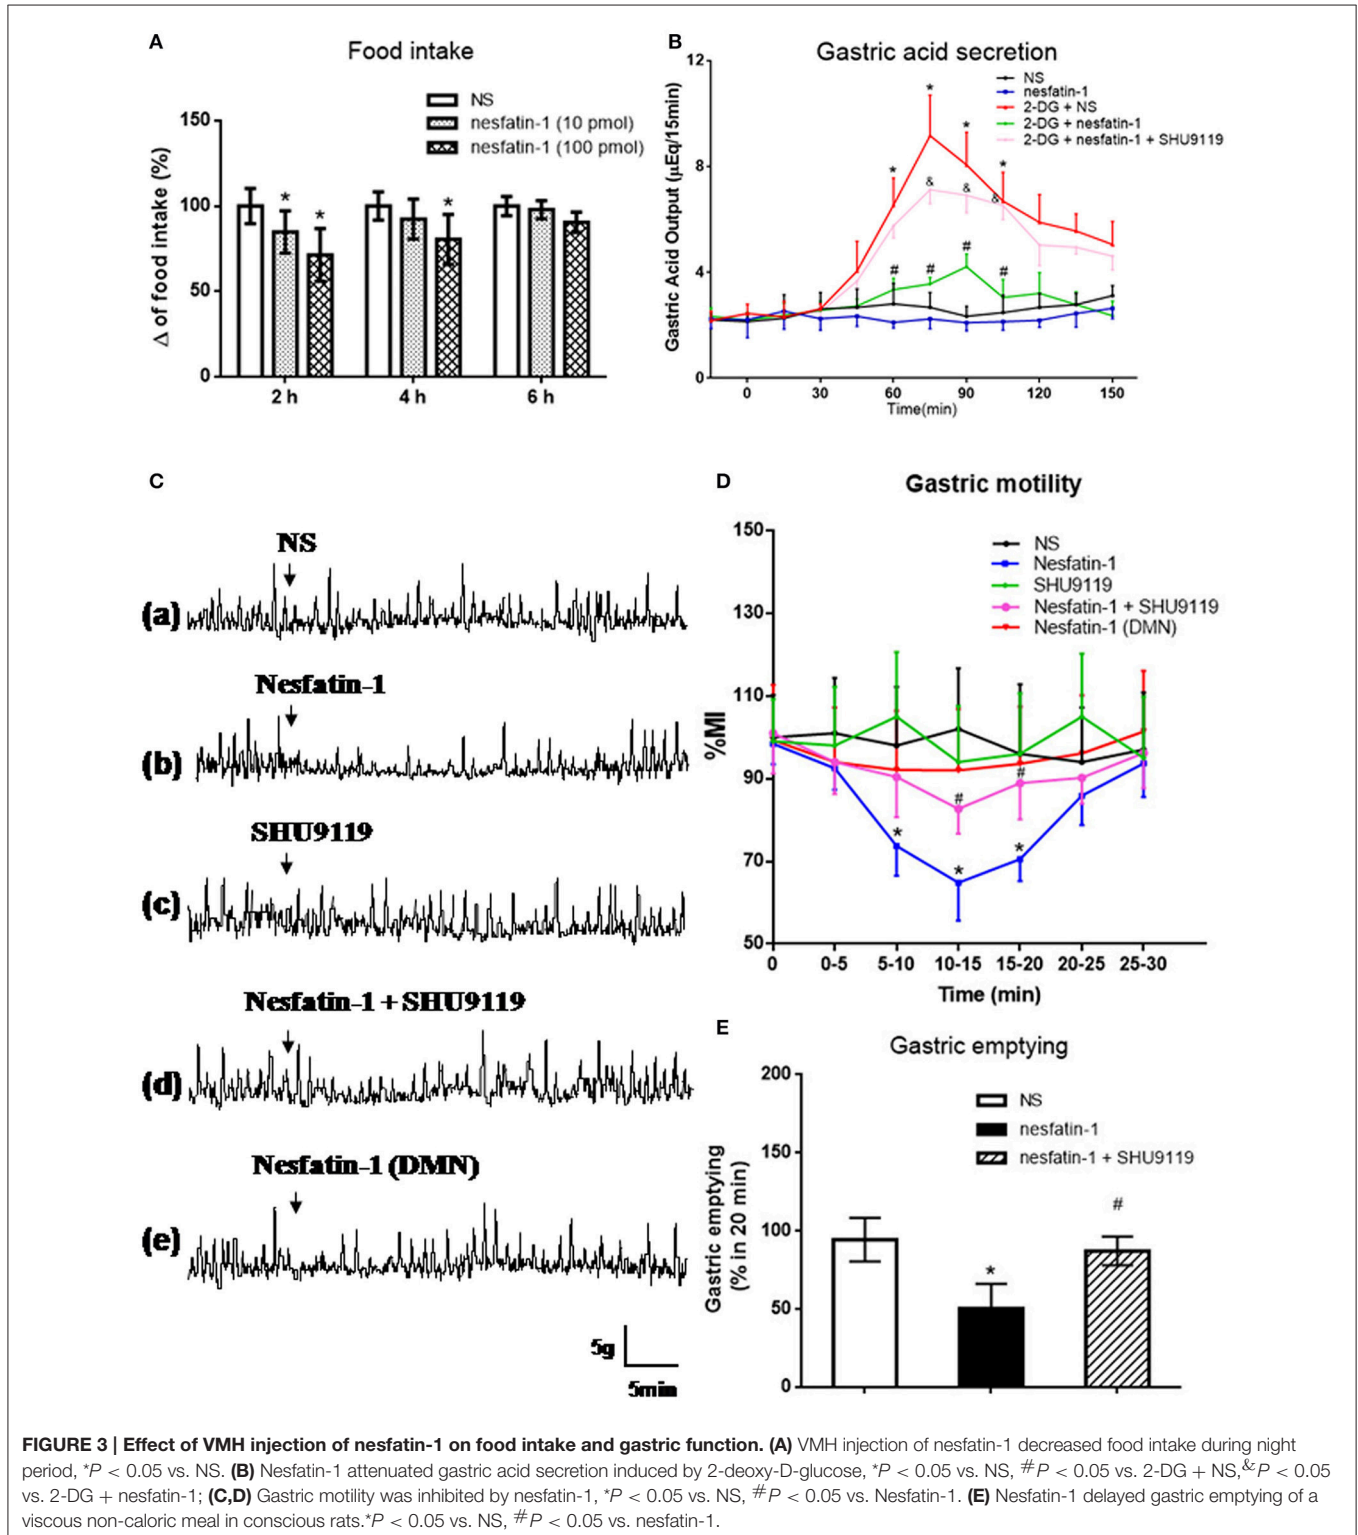 A
Food intake
NS
nesfatin-1 (10 pmol)
nesfatin-1 (100 pmol)
Δ of food intake (%)
150
100
50
0
* *
*
2 h 4 h 6 h
B
Gastric acid secretion
NS
nesfatin-1
2-DG + NS
2-DG + nesfatin-1
2-DG + nesfatin-1 + SHU9119
Gastric Acid Output (µEq/15min)
12
8
4
0
* * * *
& & &
# # # #
0 30 60 90 120 150
Time(min)
C
NS
(a)
Nesfatin-1
(b)
SHU9119
(c)
Nesfatin-1 + SHU9119
(d)
Nesfatin-1 (DMN)
(e)
5g
5min
D
Gastric motility
NS
Nesfatin-1
SHU9119
Nesfatin-1 + SHU9119
Nesfatin-1 (DMN)
%MI
150
130
110
90
70
50
# #
* * *
0 0-5 5-10 10-15 15-20 20-25 25-30
Time (min)
E
Gastric emptying
NS
nesfatin-1
nesfatin-1 + SHU9119
Gastric emptying
(% in 20 min)
200
150
100
50
0
*
#
FIGURE 3 | Effect of VMH injection of nesfatin-1 on food intake and gastric function. (A) VMH injection of nesfatin-1 decreased food intake during night
period, *P < 0.05 vs. NS. (B) Nesfatin-1 attenuated gastric acid secretion induced by 2-deoxy-D-glucose, *P < 0.05 vs. NS, #P < 0.05 vs. 2-DG + NS,&P < 0.05
vs. 2-DG + nesfatin-1; (C,D) Gastric motility was inhibited by nesfatin-1, *P < 0.05 vs. NS, #P < 0.05 vs. Nesfatin-1. (E) Nesfatin-1 delayed gastric emptying of a
viscous non-caloric meal in conscious rats.*P < 0.05 vs. NS, #P < 0.05 vs. nesfatin-1.